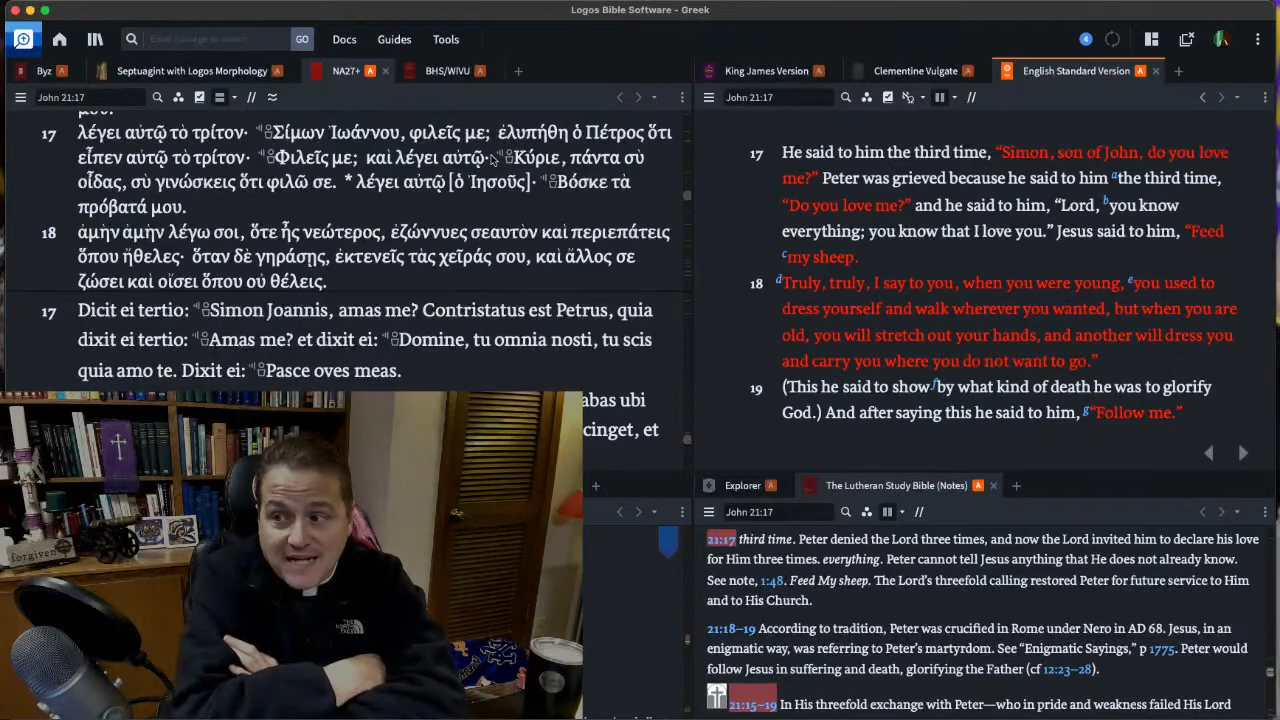 Logos Bible Software - Greek
Enter passage or search
GO
Docs
Guides
Tools
4
Byz A
Septuagint with Logos Morphology A
NA27+ A
BHS/WIVU A
John 21:17
μου.
17 λέγει αὐτῷ τὸ τρίτον· Σίμων Ἰωάννου, φιλεῖς με; ἐλυπήθη ὁ Πέτρος ὅτι
εἶπεν αὐτῷ τὸ τρίτον· Φιλεῖς με; καὶ λέγει αὐτῷ· Κύριε, πάντα σὺ
οἶδας, σὺ γινώσκεις ὅτι φιλῶ σε. * λέγει αὐτῷ [ὁ Ἰησοῦς]· Βόσκε τὰ
πρόβατά μου.
18 ἀμὴν ἀμὴν λέγω σοι, ὅτε ἦς νεώτερος, ἐζώννυες σεαυτὸν καὶ περιεπάτεις
ὅπου ἤθελες· ὅταν δὲ γηράσῃς, ἐκτενεῖς τὰς χεῖράς σου, καὶ ἄλλος σε
ζώσει καὶ οἴσει ὅπου οὐ θέλεις.
17 Dicit ei tertio: Simon Joannis, amas me? Contristatus est Petrus, quia
dixit ei tertio: Amas me? et dixit ei: Domine, tu omnia nosti, tu scis
quia amo te. Dixit ei: Pasce oves meas.
abas ubi
cinget, et
King James Version A
Clementine Vulgate A
English Standard Version A
John 21:17
17 He said to him the third time, “Simon, son of John, do you love
me?” Peter was grieved because he said to him a the third time,
“Do you love me?” and he said to him, “Lord, b you know
everything; you know that I love you.” Jesus said to him, “Feed
c my sheep.
18 d Truly, truly, I say to you, when you were young, e you used to
dress yourself and walk wherever you wanted, but when you are
old, you will stretch out your hands, and another will dress you
and carry you where you do not want to go.”
19 (This he said to show f by what kind of death he was to glorify
God.) And after saying this he said to him, g “Follow me.”
Explorer A
The Lutheran Study Bible (Notes) A
John 21:17
21:17 third time. Peter denied the Lord three times, and now the Lord invited him to declare his love
for Him three times. everything. Peter cannot tell Jesus anything that He does not already know.
See note, 1:48. Feed My sheep. The Lord’s threefold calling restored Peter for future service to Him
and to His Church.
21:18–19 According to tradition, Peter was crucified in Rome under Nero in AD 68. Jesus, in an
enigmatic way, was referring to Peter’s martyrdom. See “Enigmatic Sayings,” p 1775. Peter would
follow Jesus in suffering and death, glorifying the Father (cf 12:23–28).
21:15–19 In His threefold exchange with Peter—who in pride and weakness failed His Lord
forgiven
THE
NORTH
FACE